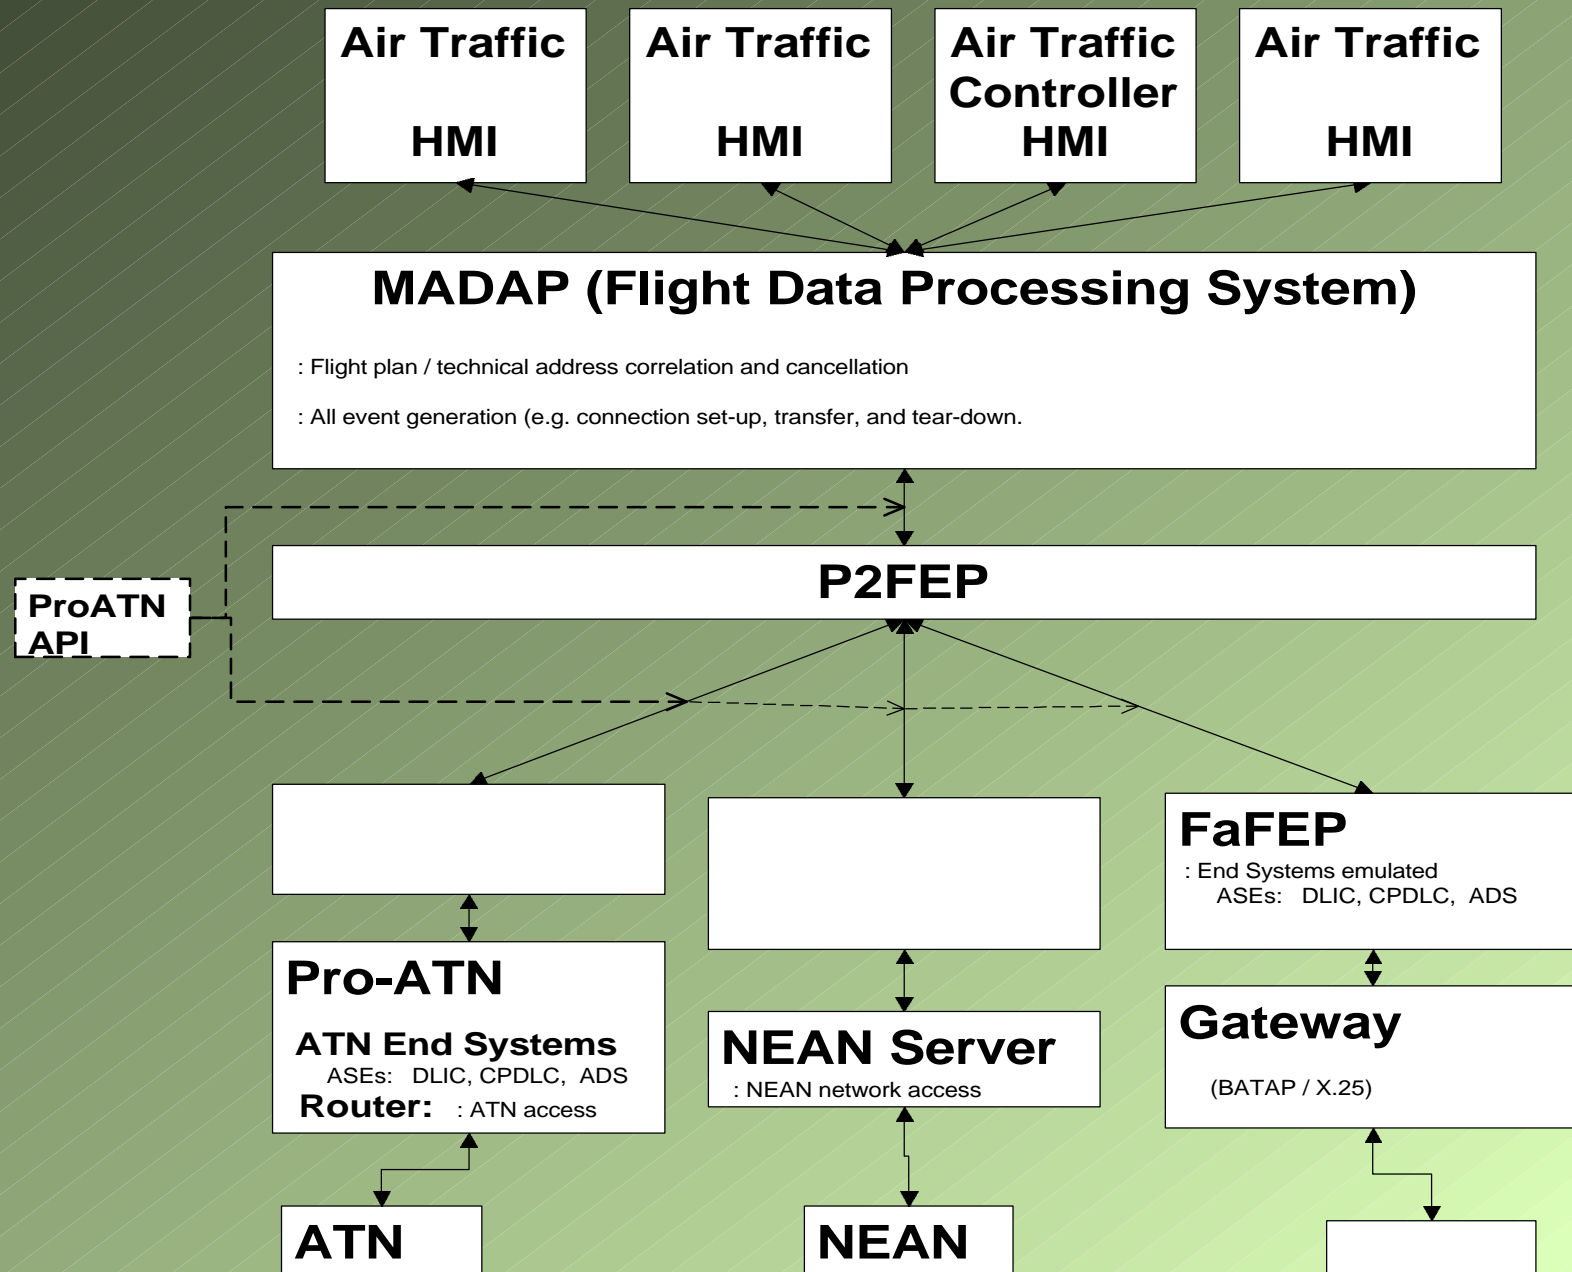 Air Traffic
HMI
Air Traffic
HMI
Air Traffic
Controller
HMI
Air Traffic
HMI
MADAP (Flight Data Processing System)
: Flight plan / technical address correlation and cancellation
: All event generation (e.g. connection set-up, transfer, and tear-down.
P2FEP
ProATN
API
FaFEP
: End Systems emulated
ASEs: DLIC, CPDLC, ADS
Pro-ATN
ATN End Systems
ASEs: DLIC, CPDLC, ADS
Router: : ATN access
NEAN Server
: NEAN network access
Gateway
(BATAP / X.25)
ATN
NEAN